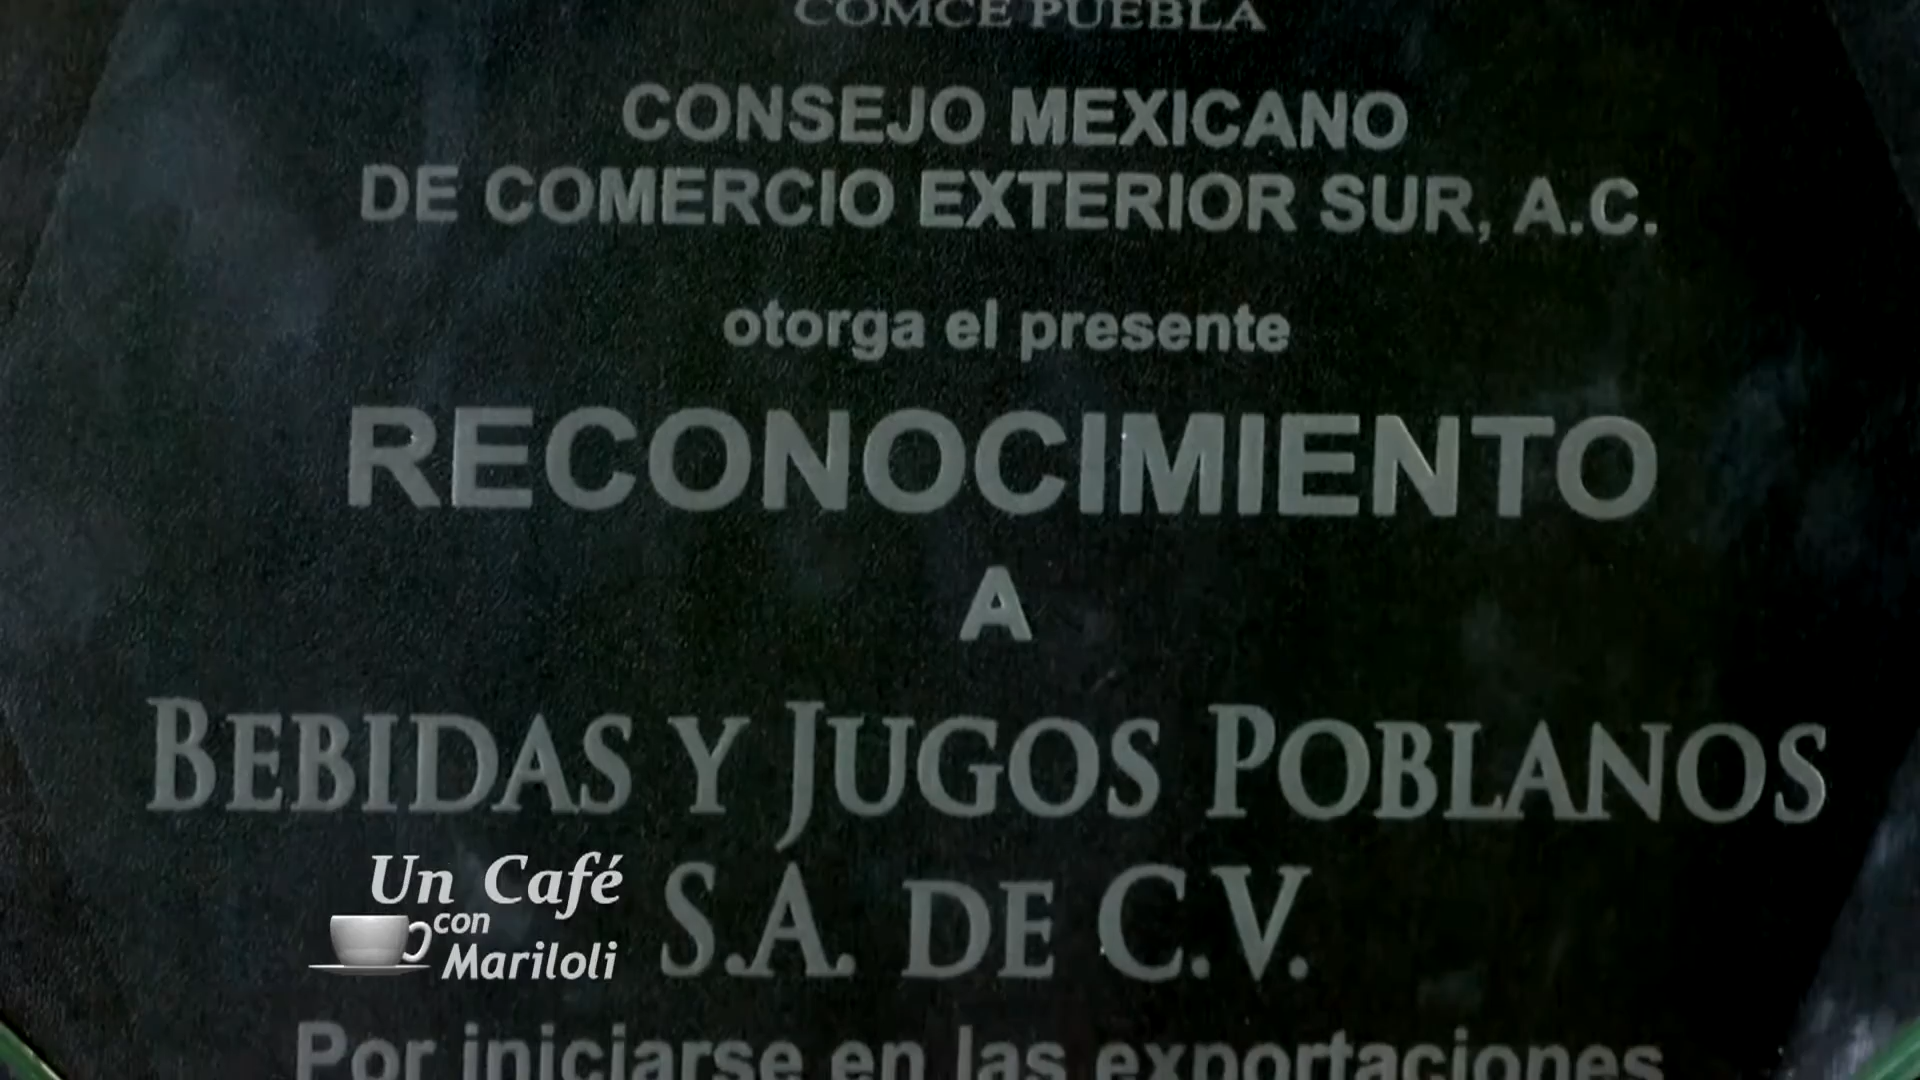 COMCE PUEBLA
CONSEJO MEXICANO
DE COMERCIO EXTERIOR SUR, A.C.
otorga el presente
RECONOCIMIENTO
A
BEBIDAS Y JUGOS POBLANOS
S.A. DE C.V.
Por iniciarse en las exportaciones
Un Café
con
Mariloli